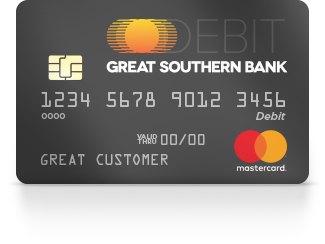 DEBIT
GREAT SOUTHERN BANK
1234 5678 9012 3456
0000 Debit
VALID THRU 00/00
GREAT CUSTOMER
mastercard.